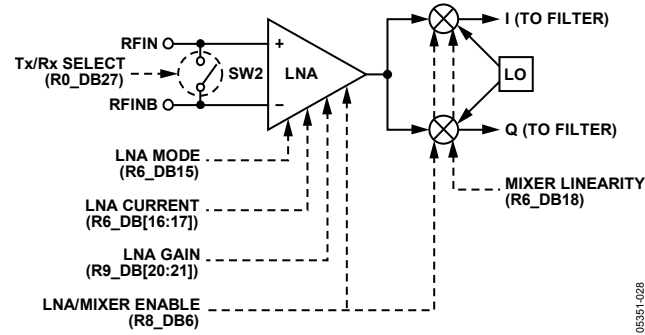 RFIN
I (TO FILTER)
Tx/Rx SELECT
(R0_DB27)
+
SW2
LNA
LO
RFINB
−
Q (TO FILTER)
LNA MODE
(R6_DB15)
MIXER LINEARITY
(R6_DB18)
LNA CURRENT
(R6_DB[16:17])
LNA GAIN
(R9_DB[20:21])
LNA/MIXER ENABLE
(R8_DB6)
05351-028